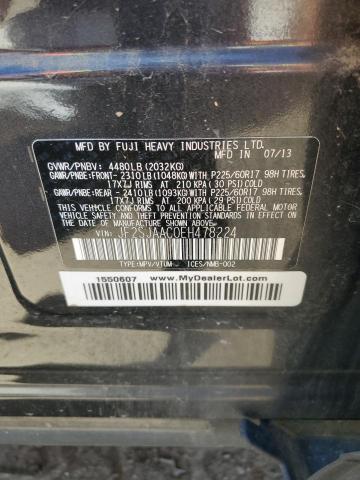 MFD. BY FUJI HEAVY INDUSTRIES LTD.
MFD IN 07/13
GVWR/PNBV: 4480LB (2032KG)
GAWR/PNBE:FRONT-2310LB(1048KG)WITH P225/60R17 98H TIRES,
17X7J RIMS AT 210 KPA (30 PSI) COLD
GAWR/PNBE:REAR -2410LB(1093KG)WITH P225/60R17 98H TIRES,
17X7J RIMS AT 200 KPA (29 PSI) COLD
THIS VEHICLE CONFORMS TO ALL APPLICABLE FEDERAL MOTOR
VEHICLE SAFETY, BUMPER, AND THEFT PREVENTION STANDARDS
IN EFFECT ON THE DATE OF MANUFACTURE SHOWN ABOVE.
VIN: JF2SJAAC0EH478224
TYPE:MPV/VTUM ICES/NMB-002
1550607 www.MyDealerLot.com